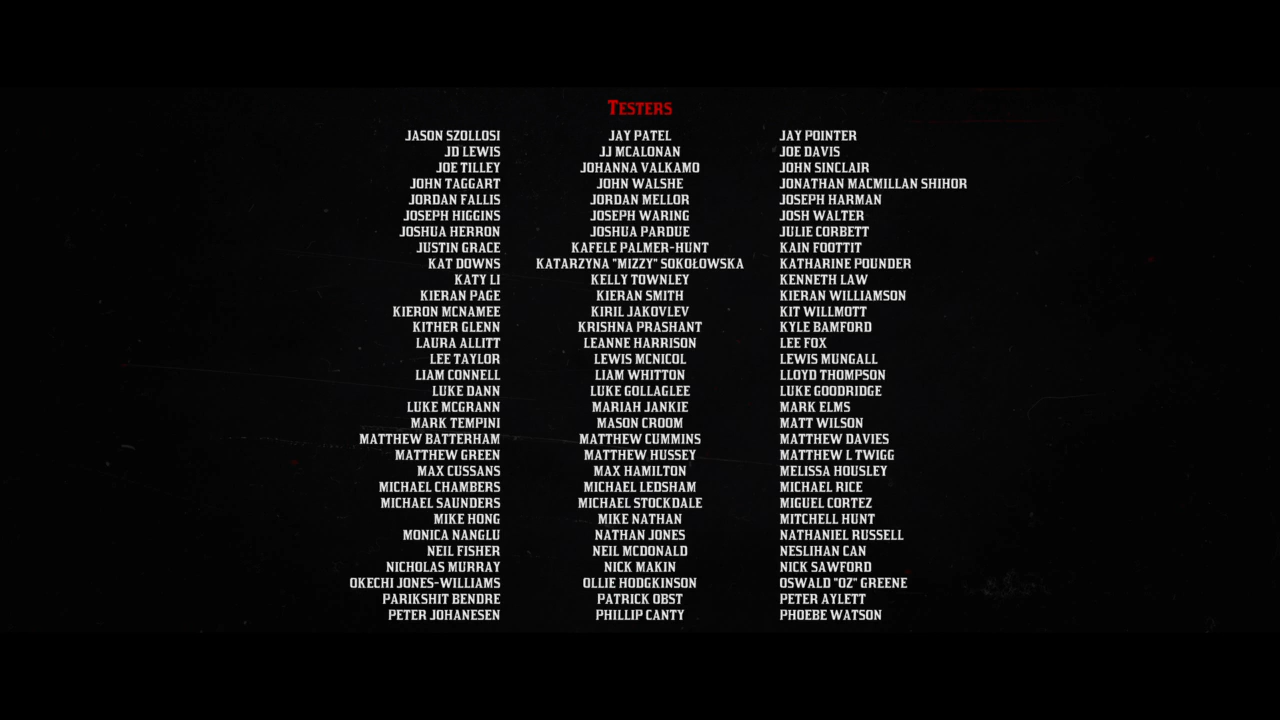 TESTERS
JASON SZOLLOSI JAY PATEL JAY POINTER
JD LEWIS JJ MCALONAN JOE DAVIS
JOE TILLEY JOHANNA VALKAMO JOHN SINCLAIR
JOHN TAGGART JOHN WALSHE JONATHAN MACMILLAN SHIHOR
JORDAN FALLIS JORDAN MELLOR JOSEPH HARMAN
JOSEPH HIGGINS JOSEPH WARING JOSH WALTER
JOSHUA HERRON JOSHUA PARDUE JULIE CORBETT
JUSTIN GRACE KAFELE PALMER-HUNT KAIN FOOTTIT
KAT DOWNS KATARZYNA "MIZZY" SOKOŁOWSKA KATHARINE POUNDER
KATY LI KELLY TOWNLEY KENNETH LAW
KIERAN PAGE KIERAN SMITH KIERAN WILLIAMSON
KIERON MCNAMEE KIRIL JAKOVLEV KIT WILLMOTT
KITHER GLENN KRISHNA PRASHANT KYLE BAMFORD
LAURA ALLITT LEANNE HARRISON LEE FOX
LEE TAYLOR LEWIS MCNICOL LEWIS MUNGALL
LIAM CONNELL LIAM WHITTON LLOYD THOMPSON
LUKE DANN LUKE GOLLAGLEE LUKE GOODRIDGE
LUKE MCGRANN MARIAH JANKIE MARK ELMS
MARK TEMPINI MASON CROOM MATT WILSON
MATTHEW BATTERHAM MATTHEW CUMMINS MATTHEW DAVIES
MATTHEW GREEN MATTHEW HUSSEY MATTHEW L TWIGG
MAX CUSSANS MAX HAMILTON MELISSA HOUSLEY
MICHAEL CHAMBERS MICHAEL LEDSHAM MICHAEL RICE
MICHAEL SAUNDERS MICHAEL STOCKDALE MIGUEL CORTEZ
MIKE HONG MIKE NATHAN MITCHELL HUNT
MONICA NANGLU NATHAN JONES NATHANIEL RUSSELL
NEIL FISHER NEIL MCDONALD NESLIHAN CAN
NICHOLAS MURRAY NICK MAKIN NICK SAWFORD
OKECHI JONES-WILLIAMS OLLIE HODGKINSON OSWALD "OZ" GREENE
PARIKSHIT BENDRE PATRICK OBST PETER AYLETT
PETER JOHANESEN PHILLIP CANTY PHOEBE WATSON